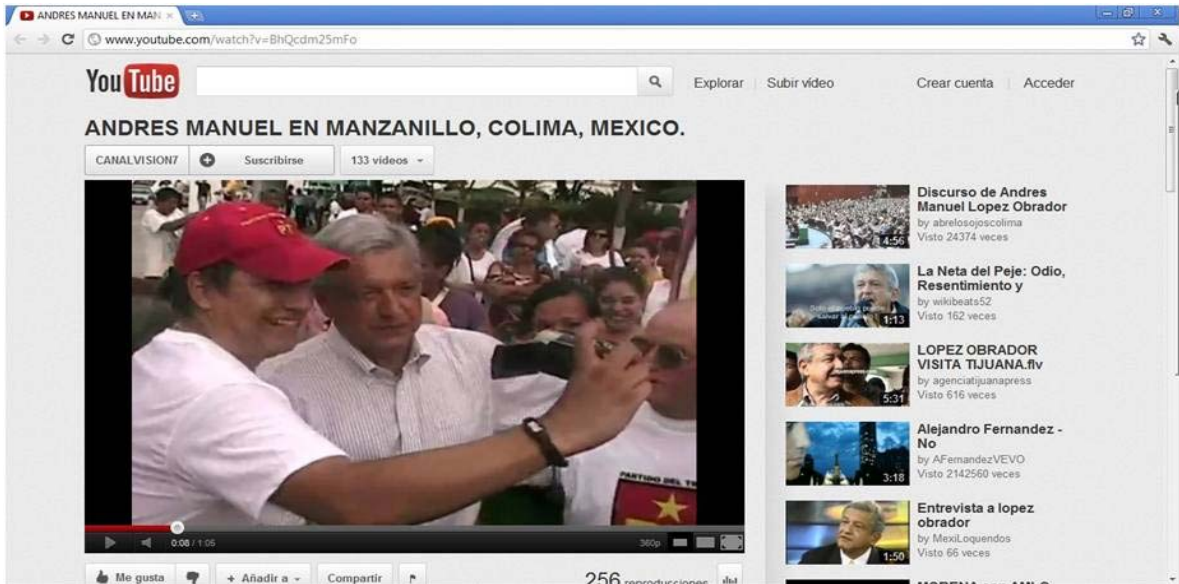 ANDRES MANUEL EN MAN
www.youtube.com/watch?v=BhQcdm25mFo
You Tube
Explorar | Subir vídeo
Crear cuenta | Acceder
ANDRES MANUEL EN MANZANILLO, COLIMA, MEXICO.
CANALVISION7
Suscribirse
133 vídeos
PT
PARTIDO DEL
0:08 / 1:05
360p
Me gusta
+ Añadir a
Compartir
256 reproducciones
4:56
Discurso de Andres
Manuel Lopez Obrador
by abrelosojoscolima
Visto 24374 veces
1:13
La Neta del Peje: Odio,
Resentimiento y
by wikibeats52
Visto 162 veces
5:31
LOPEZ OBRADOR
VISITA TIJUANA.flv
by agenciatijuanapress
Visto 616 veces
3:18
Alejandro Fernandez -
No
by AFernandezVEVO
Visto 2142560 veces
1:50
Entrevista a lopez
obrador
by MexiLoquendos
Visto 66 veces